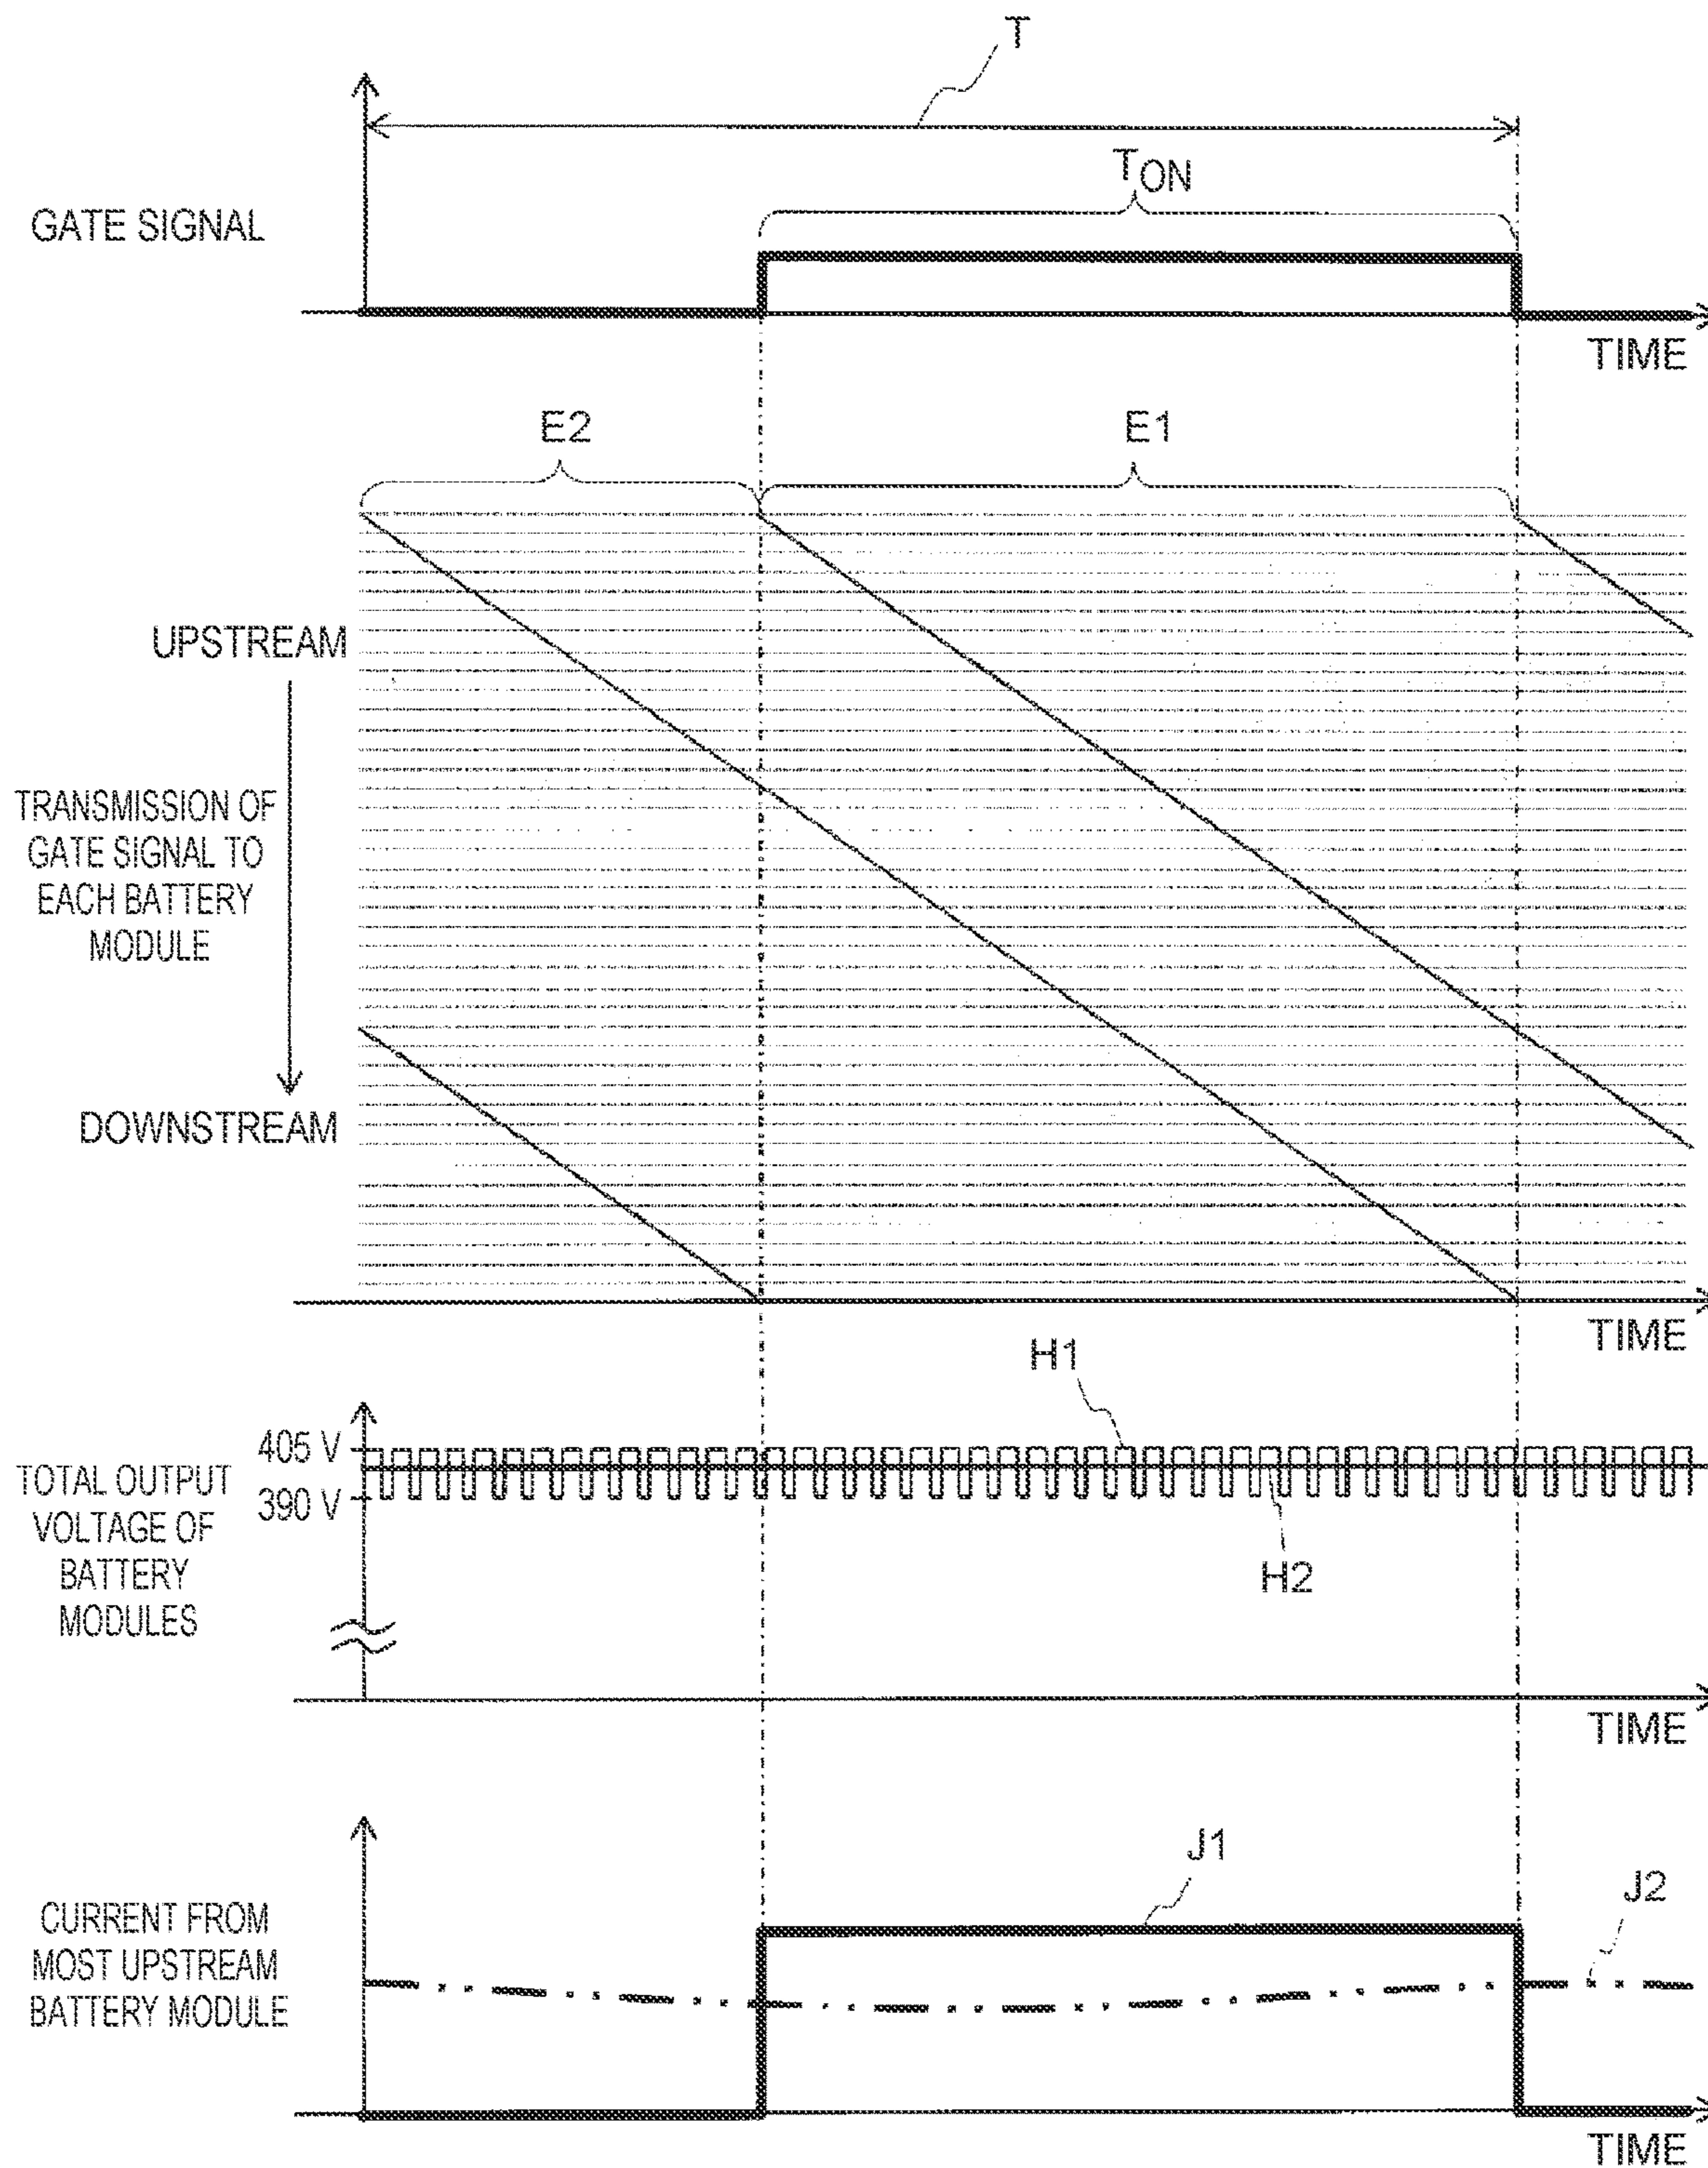 T
TON
GATE SIGNAL
TIME
E2
E1
UPSTREAM
TRANSMISSION OF
GATE SIGNAL TO
EACH BATTERY
MODULE
DOWNSTREAM
TIME
H1
405 V
390 V
TOTAL OUTPUT
VOLTAGE OF
BATTERY
MODULES
H2
TIME
J1
J2
CURRENT FROM
MOST UPSTREAM
BATTERY MODULE
TIME